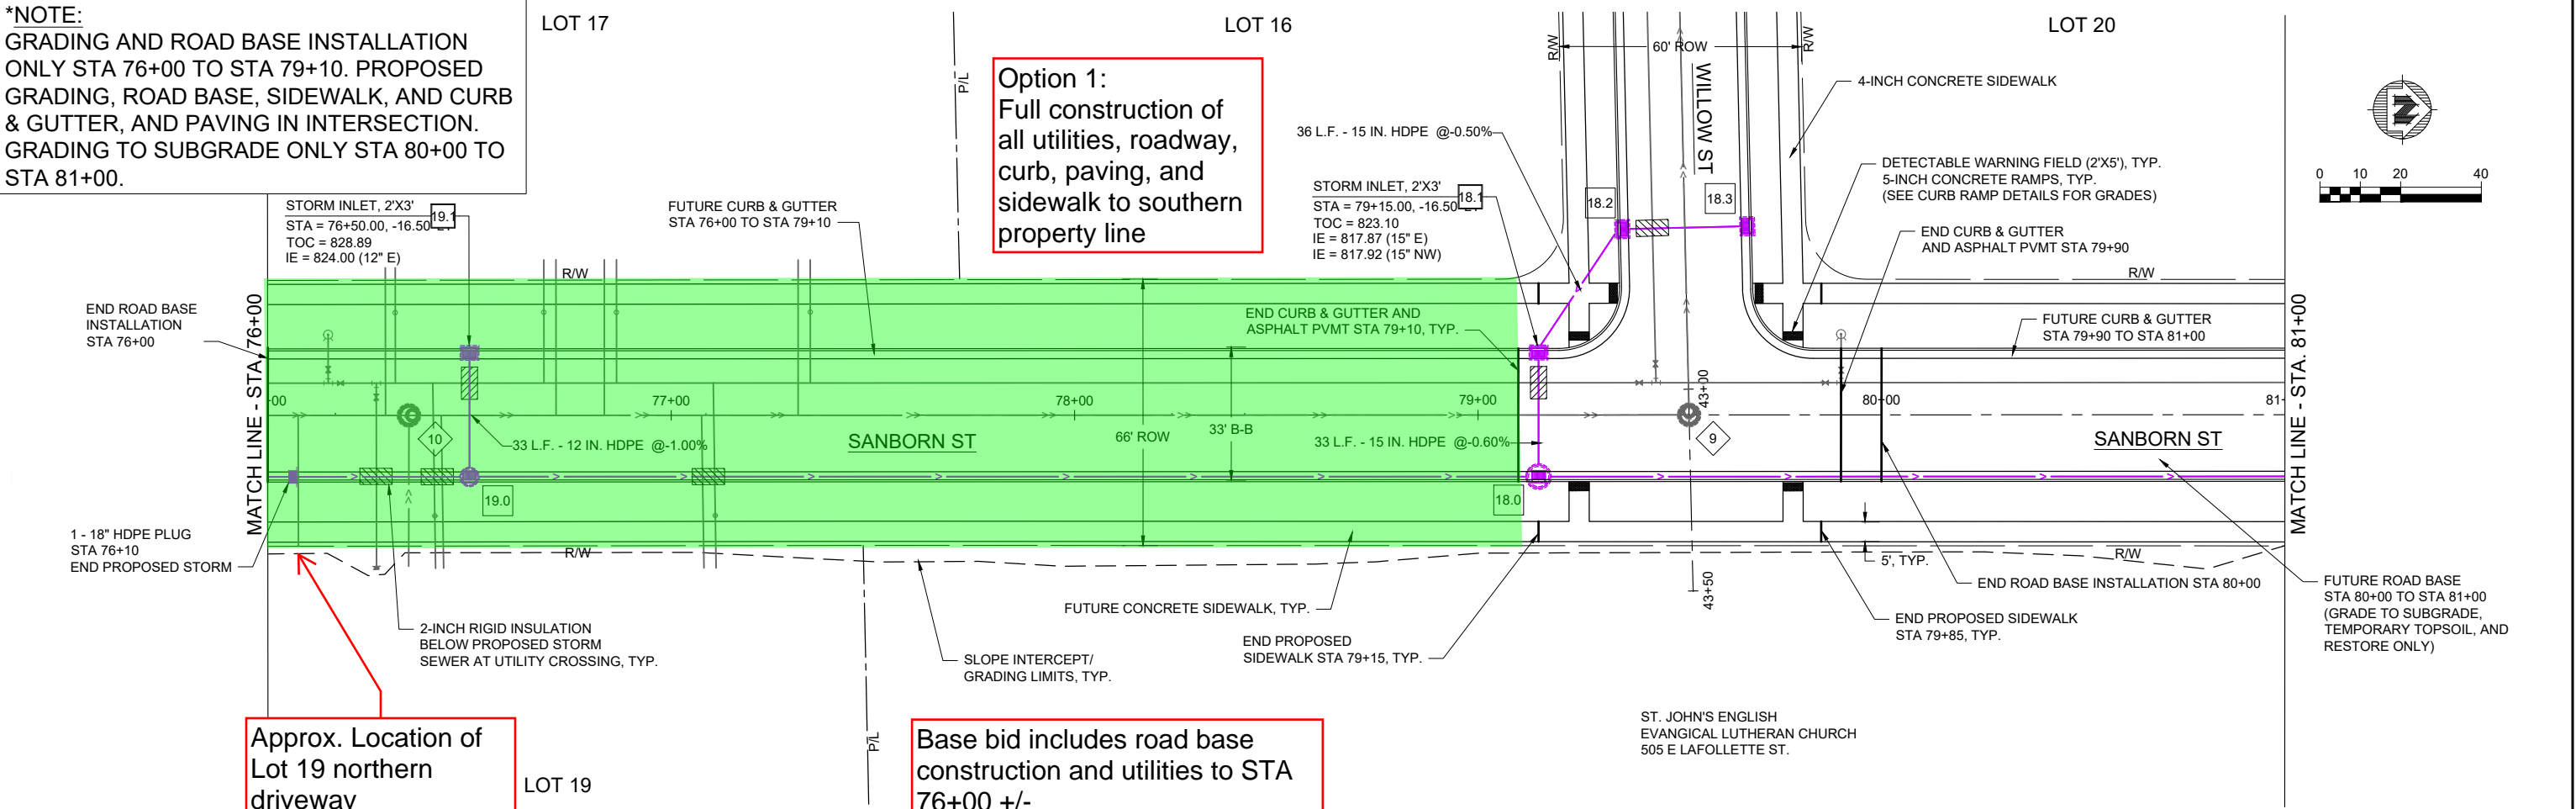 *NOTE:
GRADING AND ROAD BASE INSTALLATION
ONLY STA 76+00 TO STA 79+10. PROPOSED
GRADING, ROAD BASE, SIDEWALK, AND CURB
& GUTTER, AND PAVING IN INTERSECTION.
GRADING TO SUBGRADE ONLY STA 80+00 TO
STA 81+00.
LOT 17
LOT 16
LOT 20
P/L
Option 1:
Full construction of
all utilities, roadway,
curb, paving, and
sidewalk to southern
property line
R/W
60' ROW
R/W
WILLOW ST
4-INCH CONCRETE SIDEWALK
N
0 10 20 40
36 L.F. - 15 IN. HDPE @-0.50%
DETECTABLE WARNING FIELD (2'X5'), TYP.
5-INCH CONCRETE RAMPS, TYP.
(SEE CURB RAMP DETAILS FOR GRADES)
STORM INLET, 2'X3'
STA = 76+50.00, -16.50
TOC = 828.89
IE = 824.00 (12" E)
19.1
FUTURE CURB & GUTTER
STA 76+00 TO STA 79+10
STORM INLET, 2'X3'
STA = 79+15.00, -16.50
TOC = 823.10
IE = 817.87 (15" E)
IE = 817.92 (15" NW)
18.1
18.2
18.3
END CURB & GUTTER
AND ASPHALT PVMT STA 79+90
R/W
R/W
END ROAD BASE
INSTALLATION
STA 76+00
MATCH LINE - STA. 76+00
END CURB & GUTTER AND
ASPHALT PVMT STA 79+10, TYP.
FUTURE CURB & GUTTER
STA 79+90 TO STA 81+00
MATCH LINE - STA. 81+00
+00
77+00
78+00
79+00
43+00
80+00
81+
10
33 L.F. - 12 IN. HDPE @-1.00%
SANBORN ST
66' ROW
33' B-B
33 L.F. - 15 IN. HDPE @-0.60%
9
SANBORN ST
19.0
18.0
1 - 18" HDPE PLUG
STA 76+10
END PROPOSED STORM
R/W
R/W
5', TYP.
43+50
END ROAD BASE INSTALLATION STA 80+00
FUTURE ROAD BASE
STA 80+00 TO STA 81+00
(GRADE TO SUBGRADE,
TEMPORARY TOPSOIL, AND
RESTORE ONLY)
FUTURE CONCRETE SIDEWALK, TYP.
END PROPOSED SIDEWALK
STA 79+85, TYP.
2-INCH RIGID INSULATION
BELOW PROPOSED STORM
SEWER AT UTILITY CROSSING, TYP.
SLOPE INTERCEPT/
GRADING LIMITS, TYP.
END PROPOSED
SIDEWALK STA 79+15, TYP.
Approx. Location of
Lot 19 northern
driveway
LOT 19
P/L
Base bid includes road base
construction and utilities to STA
76+00 +/-
ST. JOHN'S ENGLISH
EVANGICAL LUTHERAN CHURCH
505 E LAFOLLETTE ST.